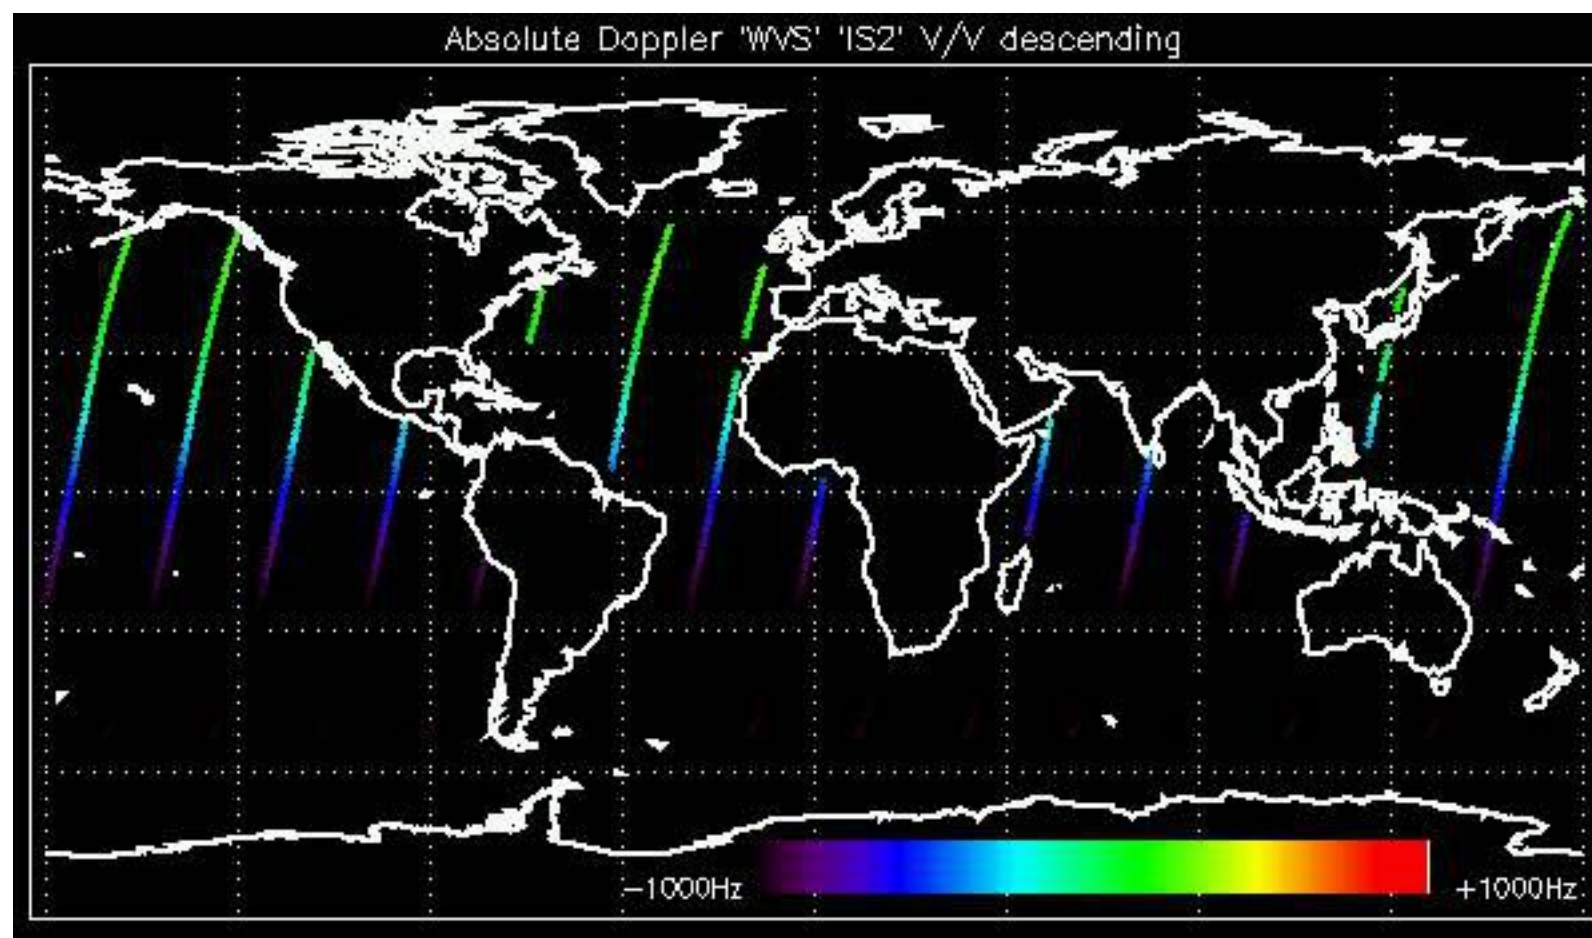 Absolute Doppler 'WVS' 'IS2' V/V descending
−1000Hz
+1000Hz